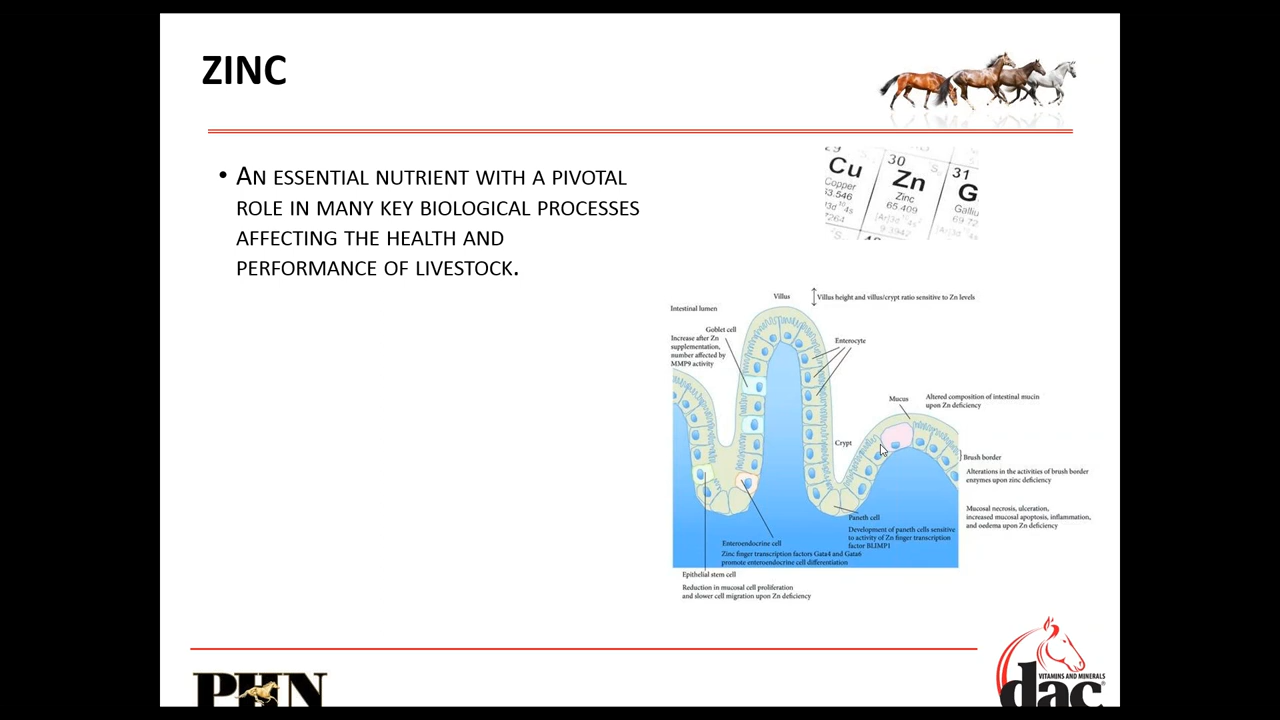 ZINC
• AN ESSENTIAL NUTRIENT WITH A PIVOTAL
ROLE IN MANY KEY BIOLOGICAL PROCESSES
AFFECTING THE HEALTH AND
PERFORMANCE OF LIVESTOCK.
29
Cu
Copper
63.546
30
Zn
Zinc
65.409
31
G
Galliu
69.72
Villus
Villus height and villus/crypt ratio sensitive to Zn levels
Intestinal lumen
Goblet cell
Increase after Zn
supplementation,
number affected by
MMP9 activity
Enterocyte
Mucus
Altered composition of intestinal mucin
upon Zn deficiency
Crypt
Brush border
Alterations in the activities of brush border
enzymes upon zinc deficiency
Mucosal necrosis, ulceration,
increased mucosal apoptosis, inflammation,
and oedema upon Zn deficiency
Paneth cell
Development of paneth cells sensitive
to activity of Zn finger transcription
factor BLIMP1
Enteroendocrine cell
Zinc finger transcription factors Gata4 and Gata6
promote enteroendocrine cell differentiation
Epithelial stem cell
Reduction in mucosal cell proliferation
and slower cell migration upon Zn deficiency
PHN
VITAMINS AND MINERALS
dac